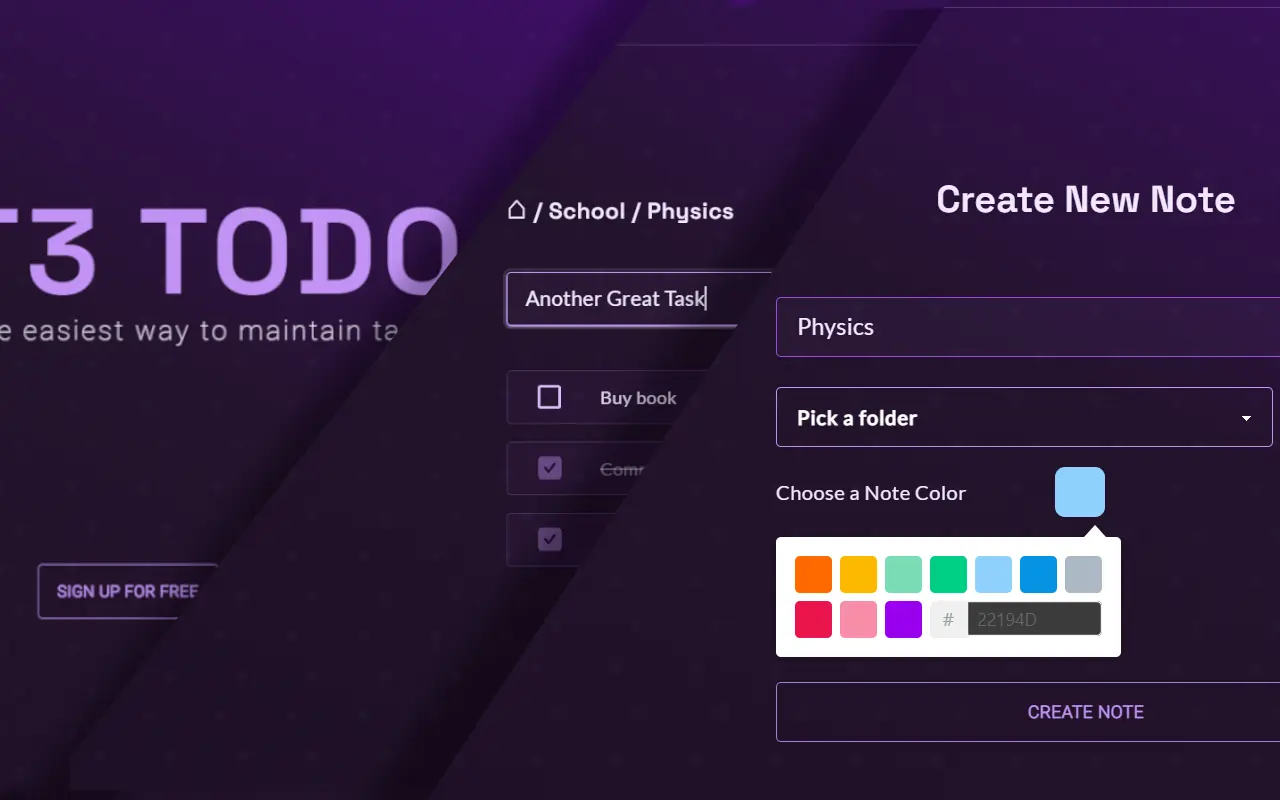 T3 TODO
e easiest way to maintain ta
SIGN UP FOR FREE
/ School / Physics
Another Great Task
Buy book
Com
Create New Note
Physics
Pick a folder
Choose a Note Color
# 22194D
CREATE NOTE